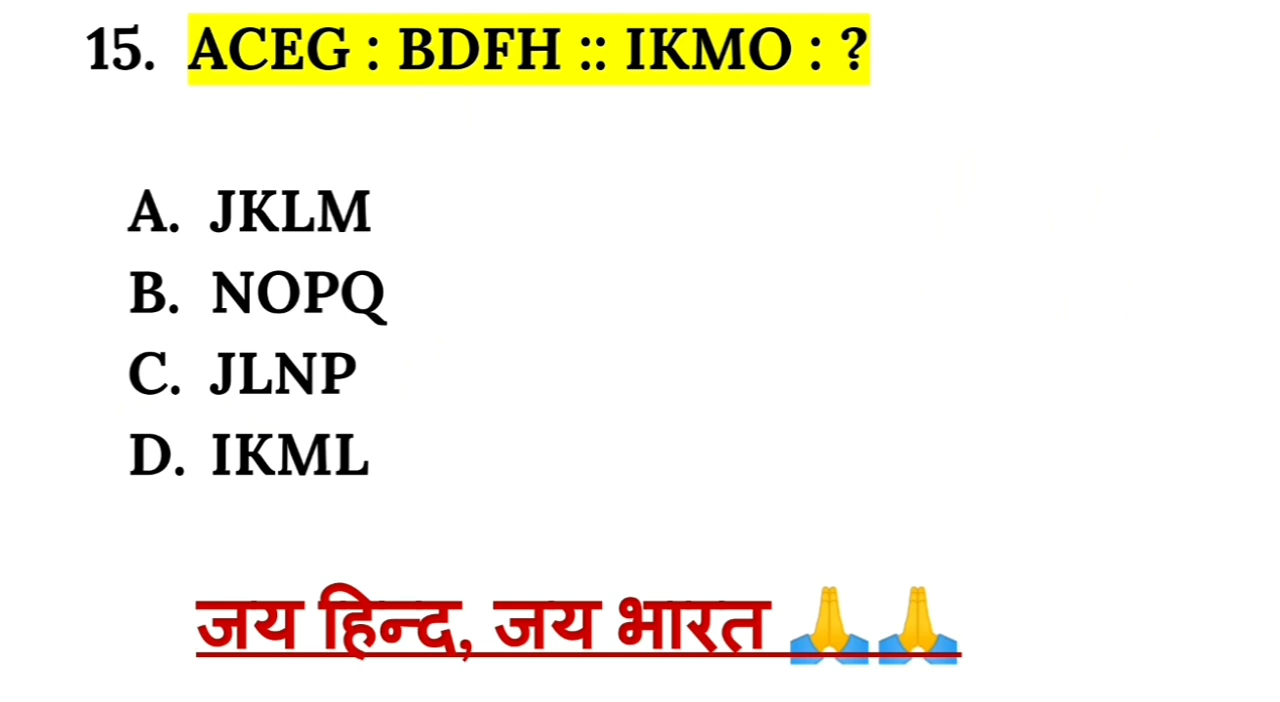 15. ACEG : BDFH :: IKMO : ?
A. JKLM
B. NOPQ
C. JLNP
D. IKML
जय हिन्द, जय भारत 🙏🙏